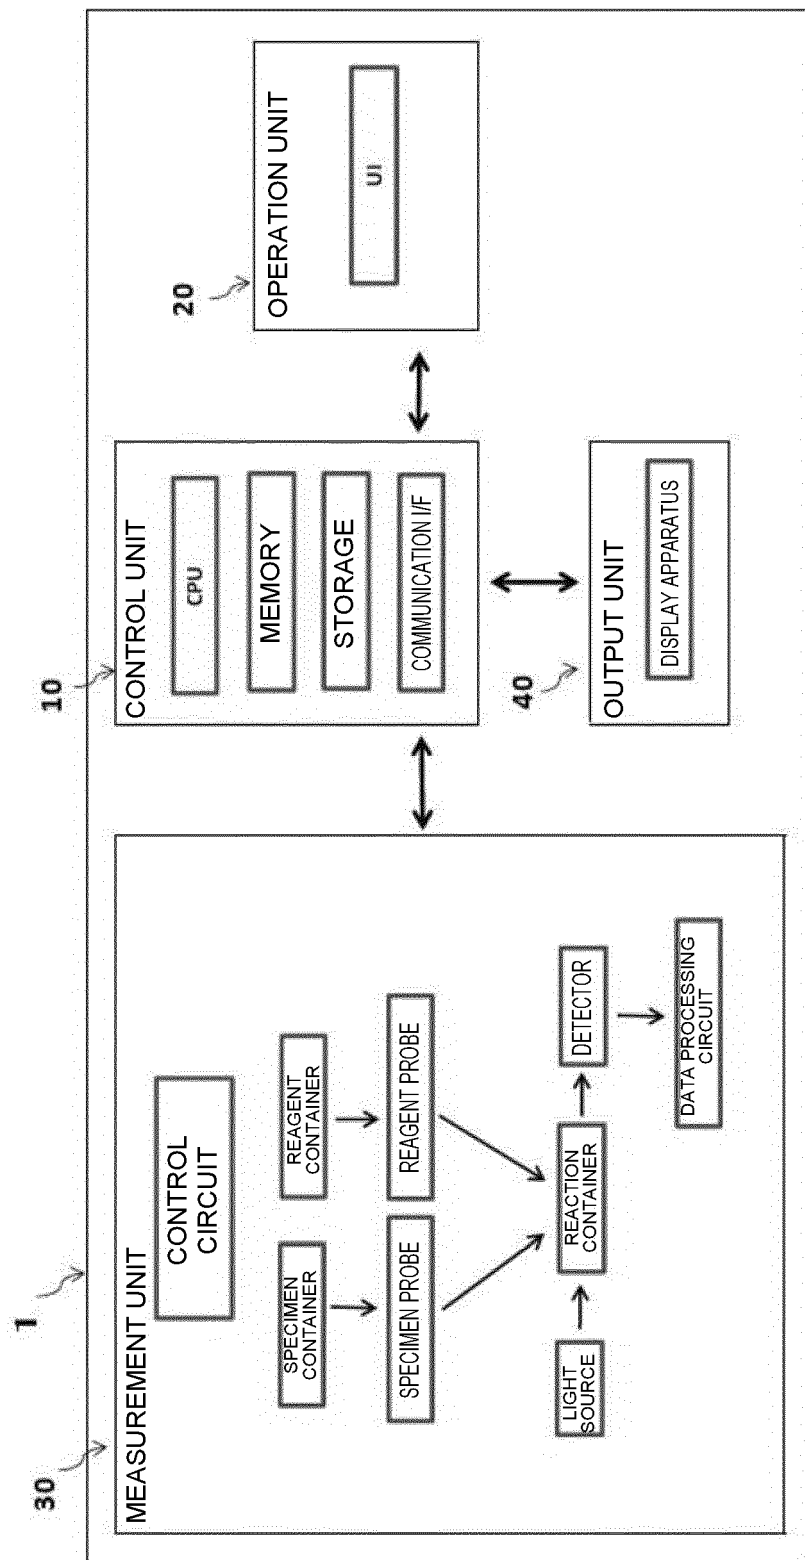 1
30
MEASUREMENT UNIT
CONTROL
CIRCUIT
SPECIMEN
CONTAINER
REAGENT
CONTAINER
SPECIMEN PROBE
REAGENT PROBE
LIGHT
SOURCE
REACTION
CONTAINER
DETECTOR
DATA PROCESSING
CIRCUIT
10
CONTROL UNIT
CPU
MEMORY
STORAGE
COMMUNICATION I/F
20
OPERATION UNIT
UI
40
OUTPUT UNIT
DISPLAY APPARATUS